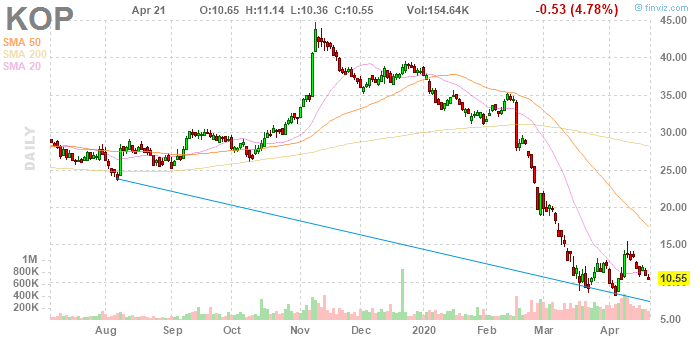 KOP
Apr 21 O:10.65 H:11.14 L:10.36 C:10.55 Vol:154.64K -0.53 (4.78%)
© finviz.com
SMA 50
SMA 200
SMA 20
DAILY
45.00
40.00
35.00
30.00
25.00
20.00
15.00
10.55
5.00
1M
800K
600K
400K
200K
Aug Sep Oct Nov Dec 2020 Feb Mar Apr